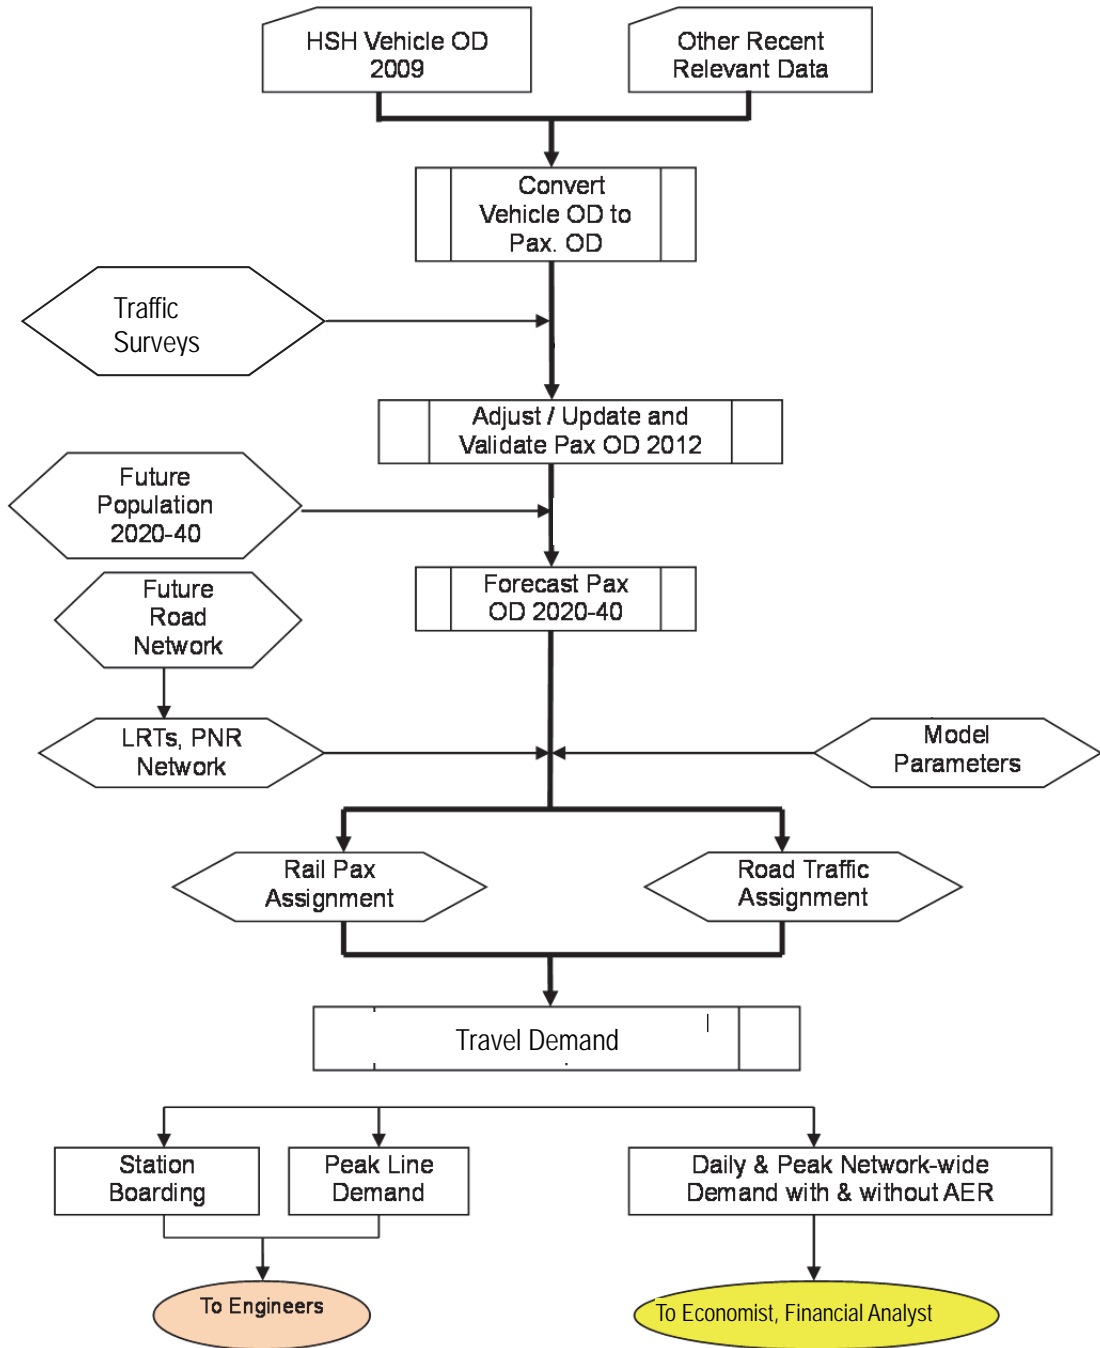 HSH Vehicle OD
2009
Other Recent
Relevant Data
Convert
Vehicle OD to
Pax. OD
Traffic
Surveys
Adjust / Update and
Validate Pax OD 2012
Future
Population
2020-40
Forecast Pax
OD 2020-40
Future
Road
Network
LRTs, PNR
Network
Model
Parameters
Rail Pax
Assignment
Road Traffic
Assignment
Travel Demand
Station
Boarding
Peak Line
Demand
Daily & Peak Network-wide
Demand with & without AER
To Engineers
To Economist, Financial Analyst